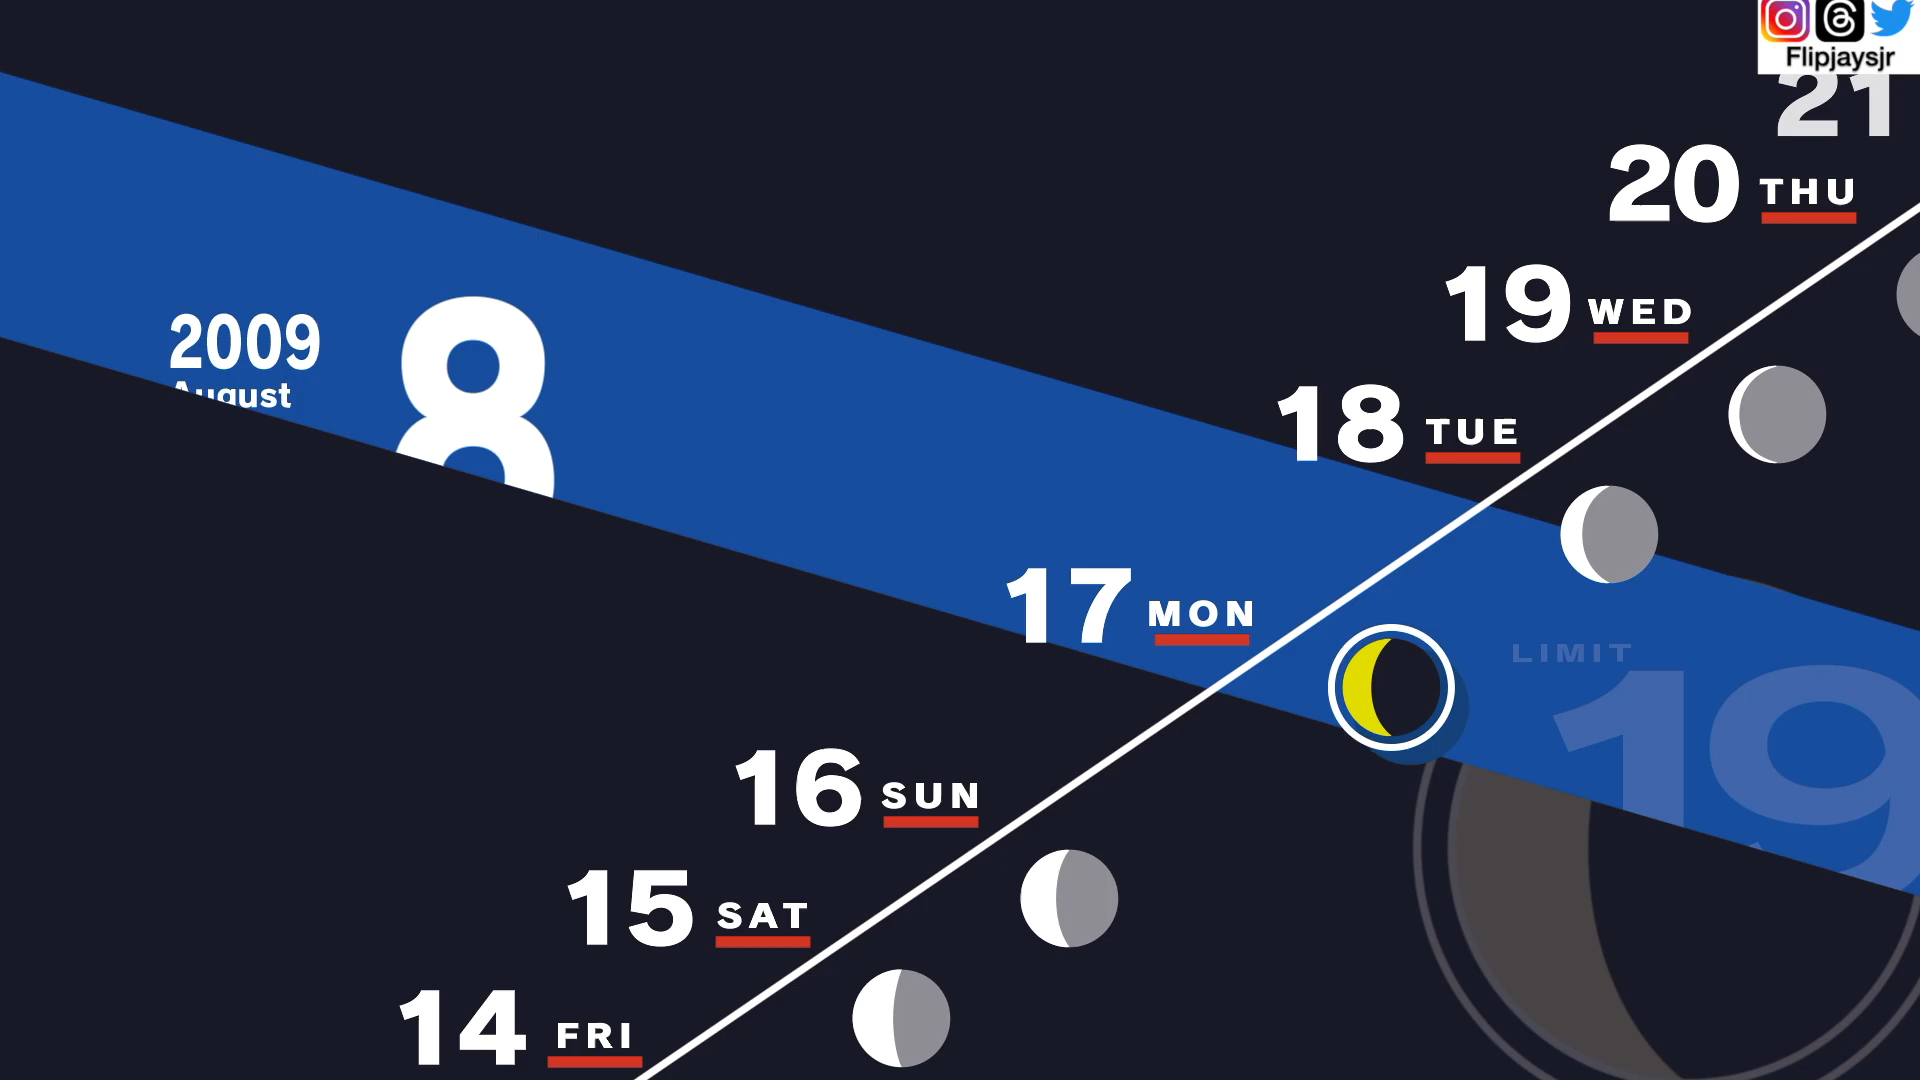 Flipjaysjr
21
20 THU
19 WED
2009
August
8
18 TUE
17 MON
LIMIT
19
16 SUN
15 SAT
14 FRI